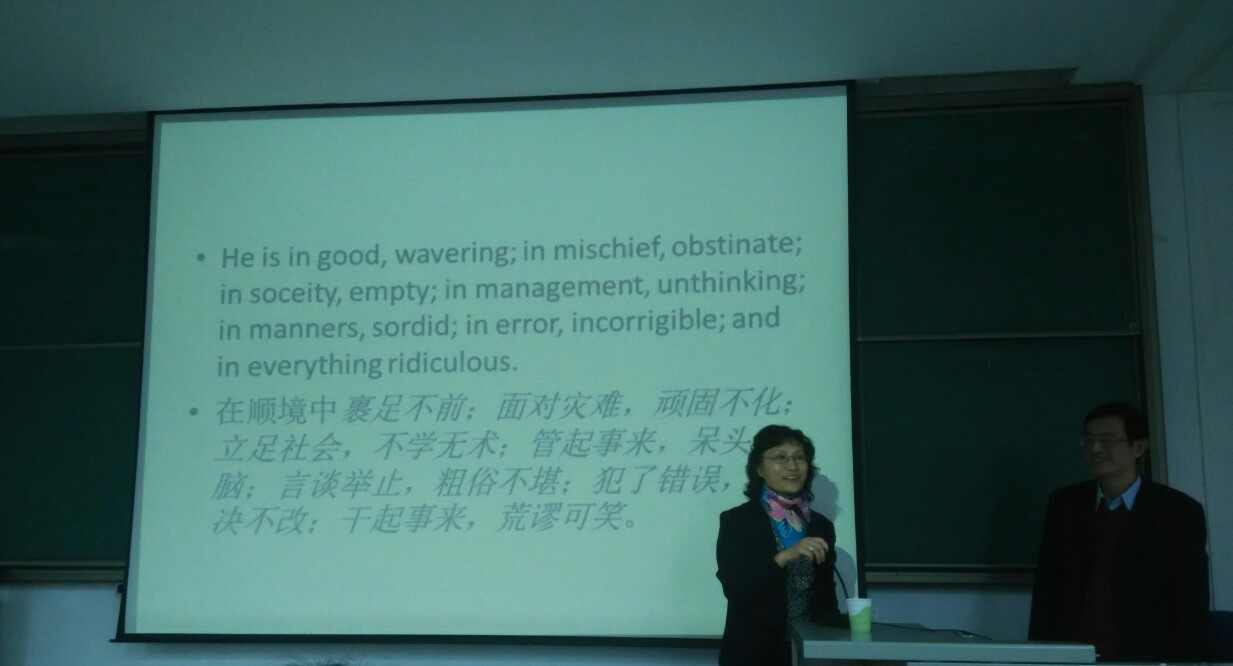 • He is in good, wavering; in mischief, obstinate;
in soceity, empty; in management, unthinking;
in manners, sordid; in error, incorrigible; and
in everything ridiculous.
• 在顺境中裹足不前；面对灾难，顽固不化；
立足社会，不学无术；管起事来，呆头
脑；言谈举止，粗俗不堪；犯了错误，
决不改；干起事来，荒谬可笑。